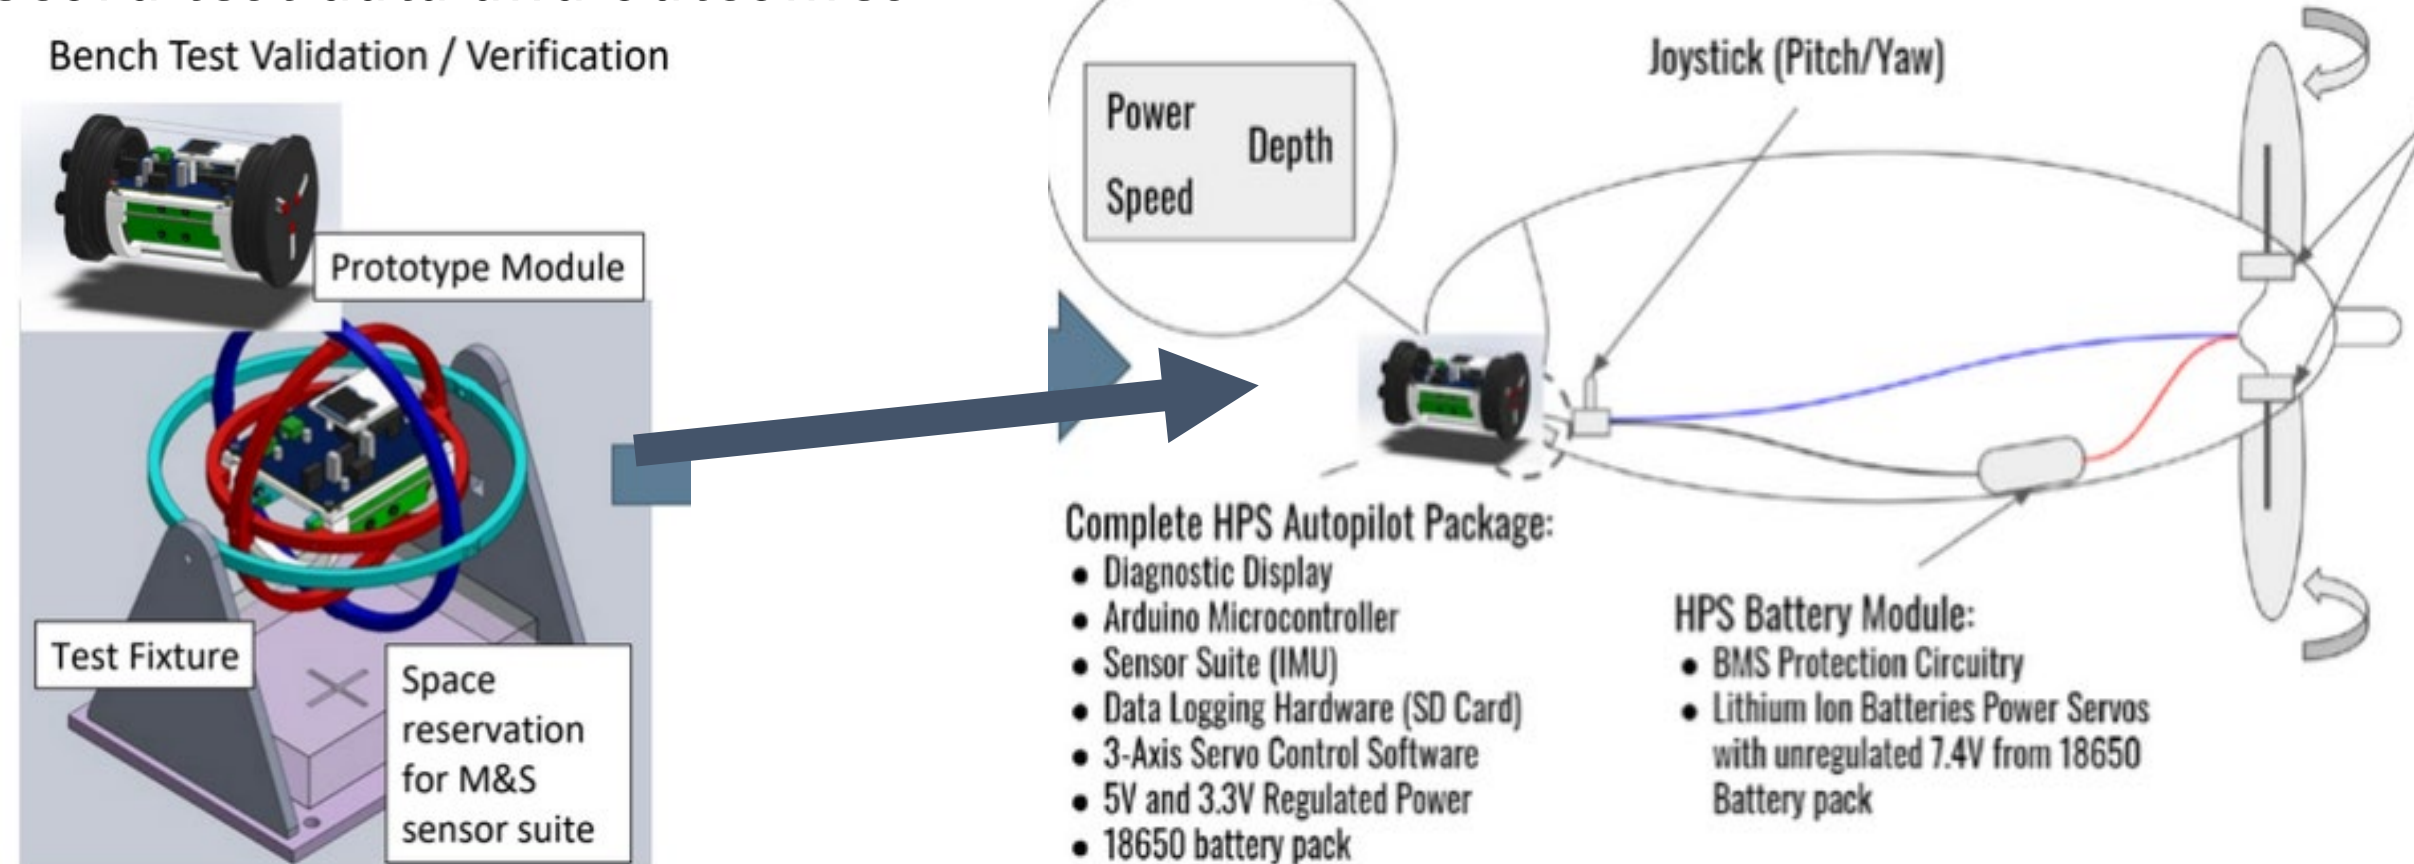 Bench Test Validation / Verification
Prototype Module
Test Fixture
Space
reservation
for M&S
sensor suite
Power
Depth
Speed
Joystick (Pitch/Yaw)
Complete HPS Autopilot Package:
• Diagnostic Display
• Arduino Microcontroller
• Sensor Suite (IMU)
• Data Logging Hardware (SD Card)
• 3-Axis Servo Control Software
• 5V and 3.3V Regulated Power
• 18650 battery pack
HPS Battery Module:
• BMS Protection Circuitry
• Lithium Ion Batteries Power Servos
with unregulated 7.4V from 18650
Battery pack